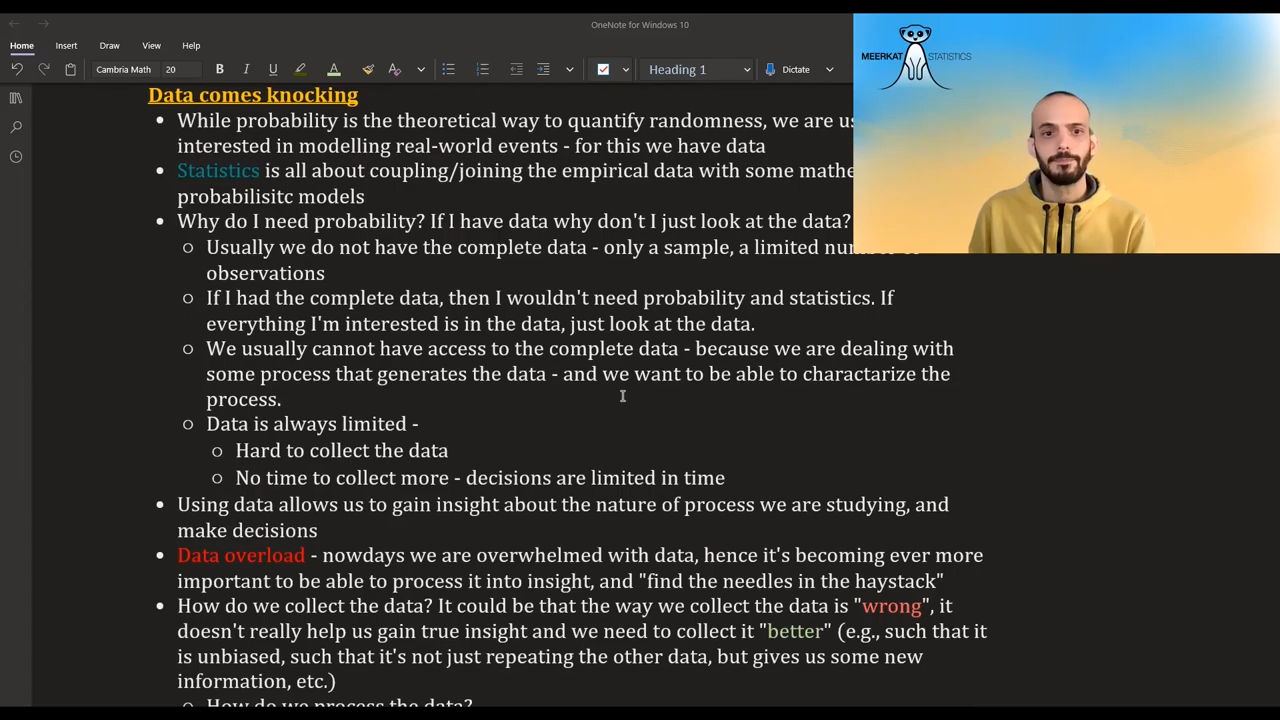 OneNote for Windows 10
Home Insert Draw View Help
Cambria Math 20 B I U A Heading 1 Dictate
MEERKAT STATISTICS
Data comes knocking
• While probability is the theoretical way to quantify randomness, we are
interested in modelling real-world events - for this we have data
• Statistics is all about coupling/joining the empirical data with some
probabilisitc models
• Why do I need probability? If I have data why don't I just look at the data?
○ Usually we do not have the complete data - only a sample, a limited
observations
○ If I had the complete data, then I wouldn't need probability and statistics. If
everything I'm interested is in the data, just look at the data.
○ We usually cannot have access to the complete data - because we are dealing with
some process that generates the data - and we want to be able to charactarize the
process.
○ Data is always limited -
○ Hard to collect the data
○ No time to collect more - decisions are limited in time
• Using data allows us to gain insight about the nature of process we are studying, and
make decisions
• Data overload - nowdays we are overwhelmed with data, hence it's becoming ever more
important to be able to process it into insight, and "find the needles in the haystack"
• How do we collect the data? It could be that the way we collect the data is "wrong", it
doesn't really help us gain true insight and we need to collect it "better" (e.g., such that it
is unbiased, such that it's not just repeating the other data, but gives us some new
information, etc.)
○ How do we process the data?